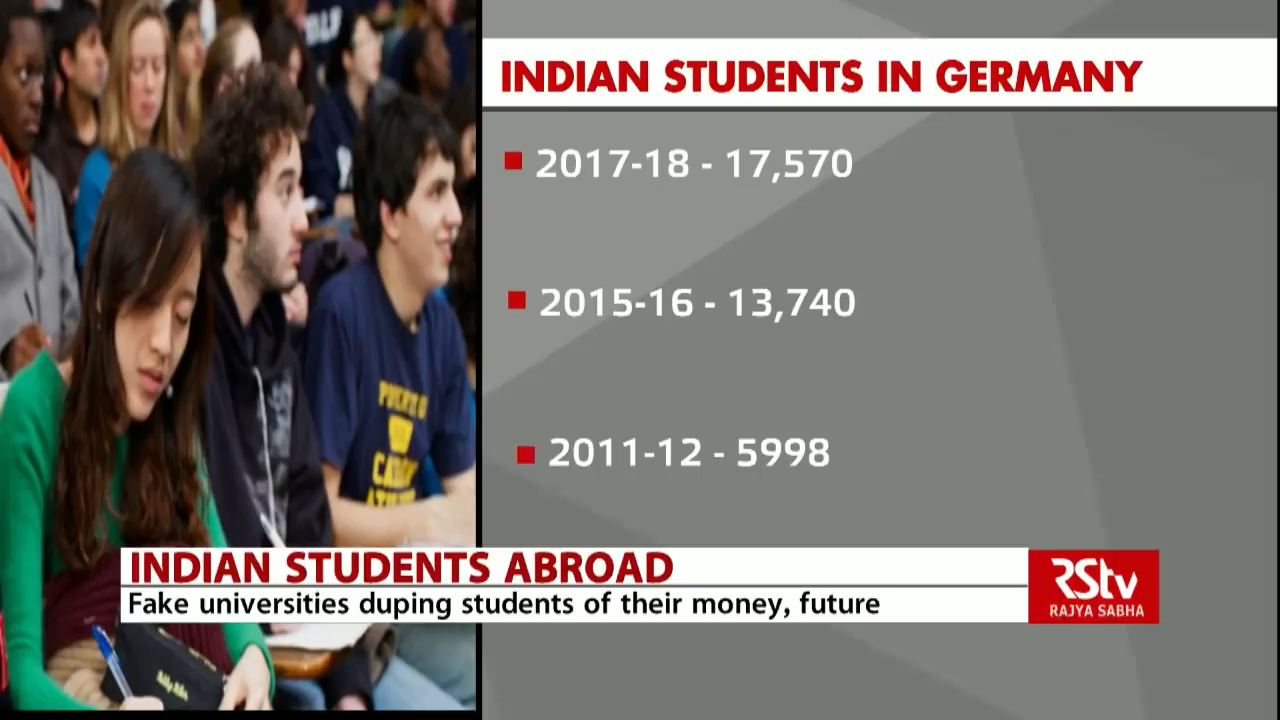 INDIAN STUDENTS IN GERMANY
2017-18 - 17,570
2015-16 - 13,740
2011-12 - 5998
INDIAN STUDENTS ABROAD
Fake universities duping students of their money, future
RStv
RAJYA SABHA